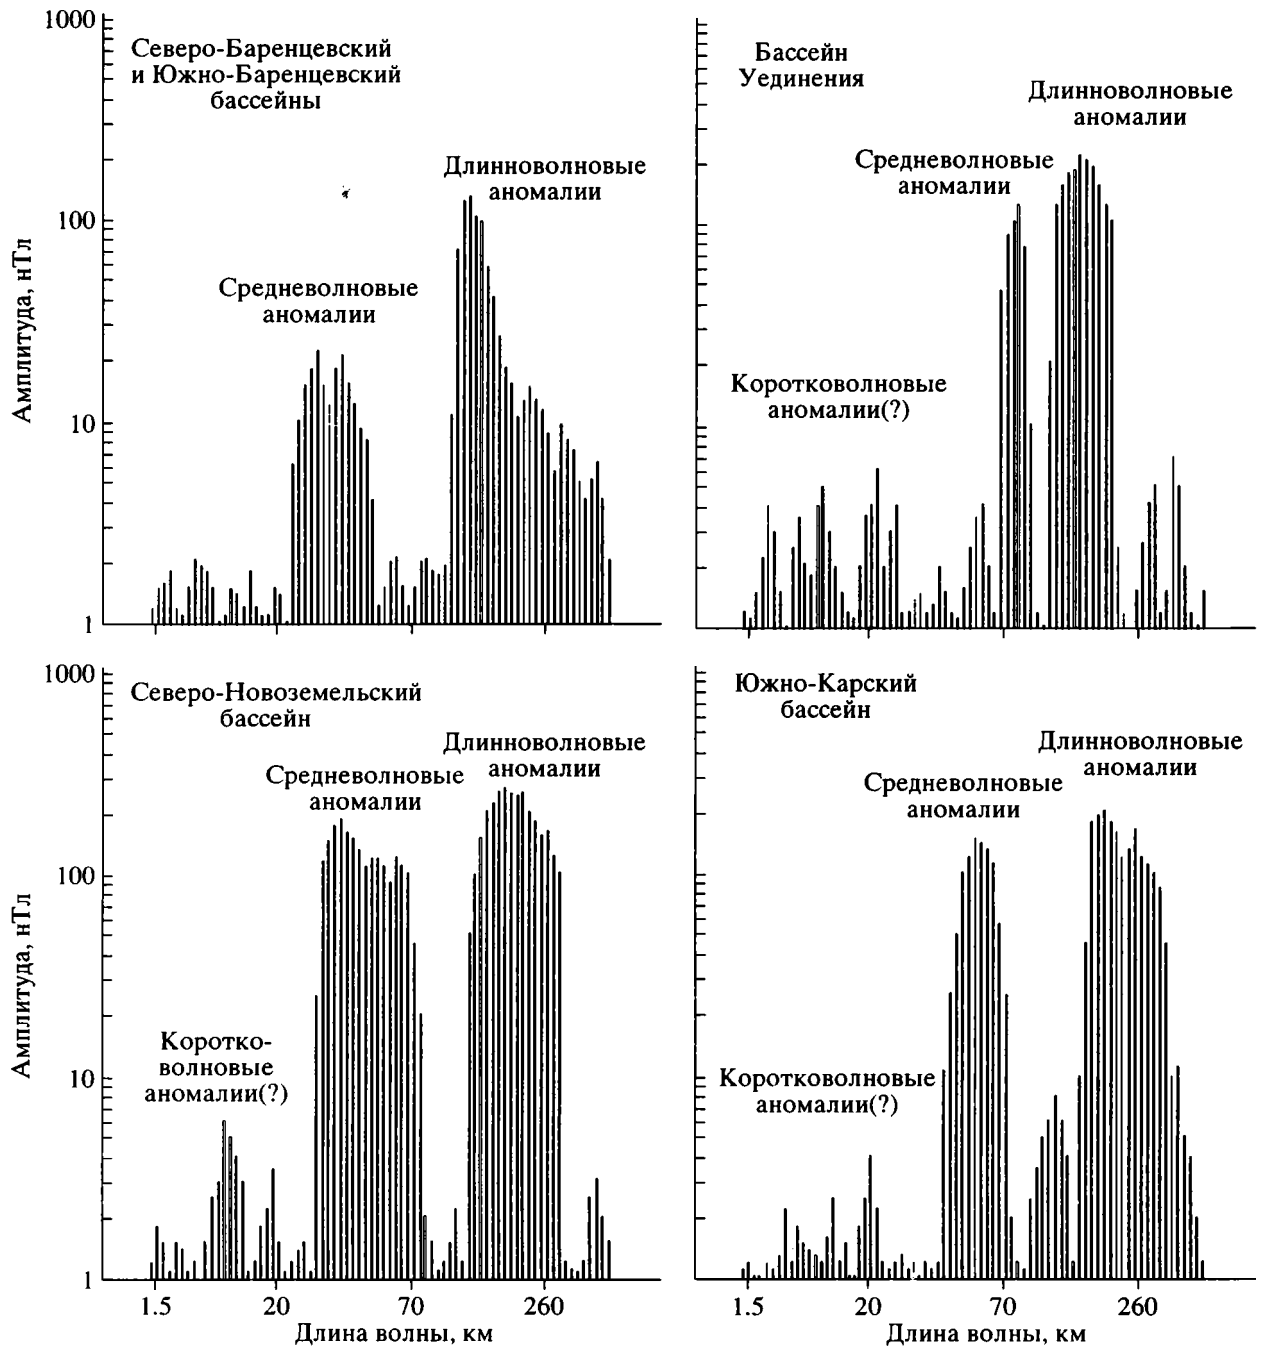 1000
100
10
1
Амплитуда, нТл
Северо-Баренцевский
и Южно-Баренцевский
бассейны
Средневолновые
аномалии
Длинноволновые
аномалии
Бассейн
Уединения
Коротковолновые
аномалии(?)
Средневолновые
аномалии
Длинноволновые
аномалии
1000
100
10
1
Амплитуда, нТл
Северо-Новоземельский
бассейн
Коротко-
волновые
аномалии(?)
Средневолновые
аномалии
Длинноволновые
аномалии
1.5 20 70 260
Длина волны, км
Южно-Карский
бассейн
Коротковолновые
аномалии(?)
Средневолновые
аномалии
Длинноволновые
аномалии
1.5 20 70 260
Длина волны, км